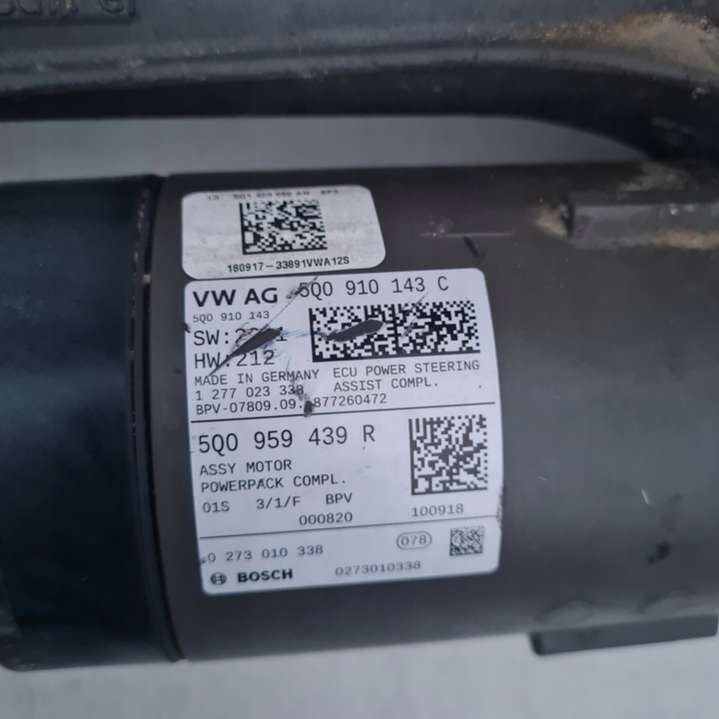 180917-33891VWA12S
VW AG 5Q0 910 143 C
5Q0 910 143
SW:
HW:212
MADE IN GERMANY ECU POWER STEERING
1 277 023 338 ASSIST COMPL.
BPV-07809.09. 877260472
5Q0 959 439 R
ASSY MOTOR
POWERPACK COMPL.
01S 3/1/F BPV
000820 100918
0 273 010 338 078
BOSCH 0273010338